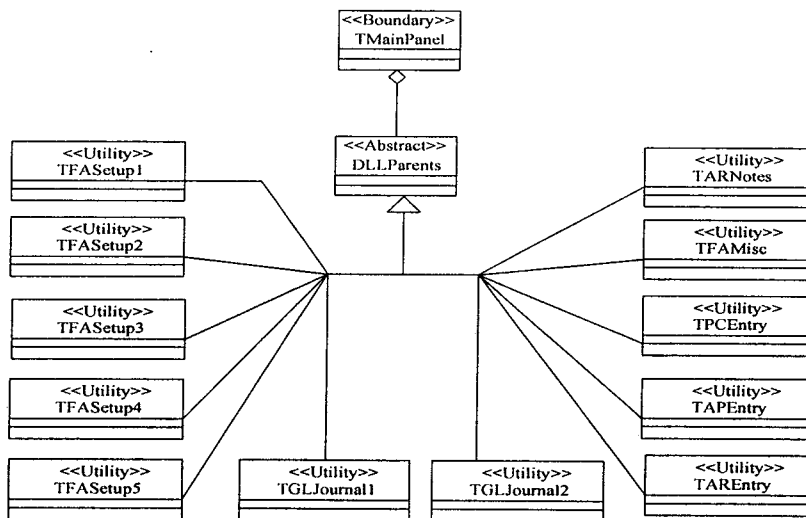 <<Boundary>>
TMainPanel
<<Abstract>>
DLLParents
<<Utility>>
TFASetup1
<<Utility>>
TFASetup2
<<Utility>>
TFASetup3
<<Utility>>
TFASetup4
<<Utility>>
TFASetup5
<<Utility>>
TGLJournal1
<<Utility>>
TGLJournal2
<<Utility>>
TARNotes
<<Utility>>
TFAMisc
<<Utility>>
TPCEntry
<<Utility>>
TAPEntry
<<Utility>>
TAREntry